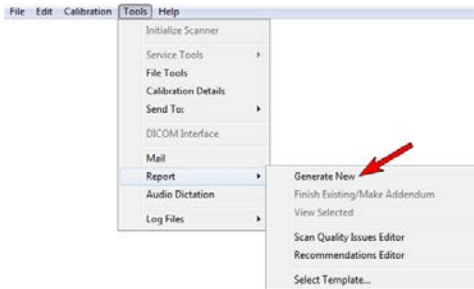 File Edit Calibration Tools Help
Initialize Scanner
Service Tools
File Tools
Calibration Details
Send To:
DICOM Interface
Mail
Report
Audio Dictation
Log Files
Generate New
Finish Existing/Make Addendum
View Selected
Scan Quality Issues Editor
Recommendations Editor
Select Template...